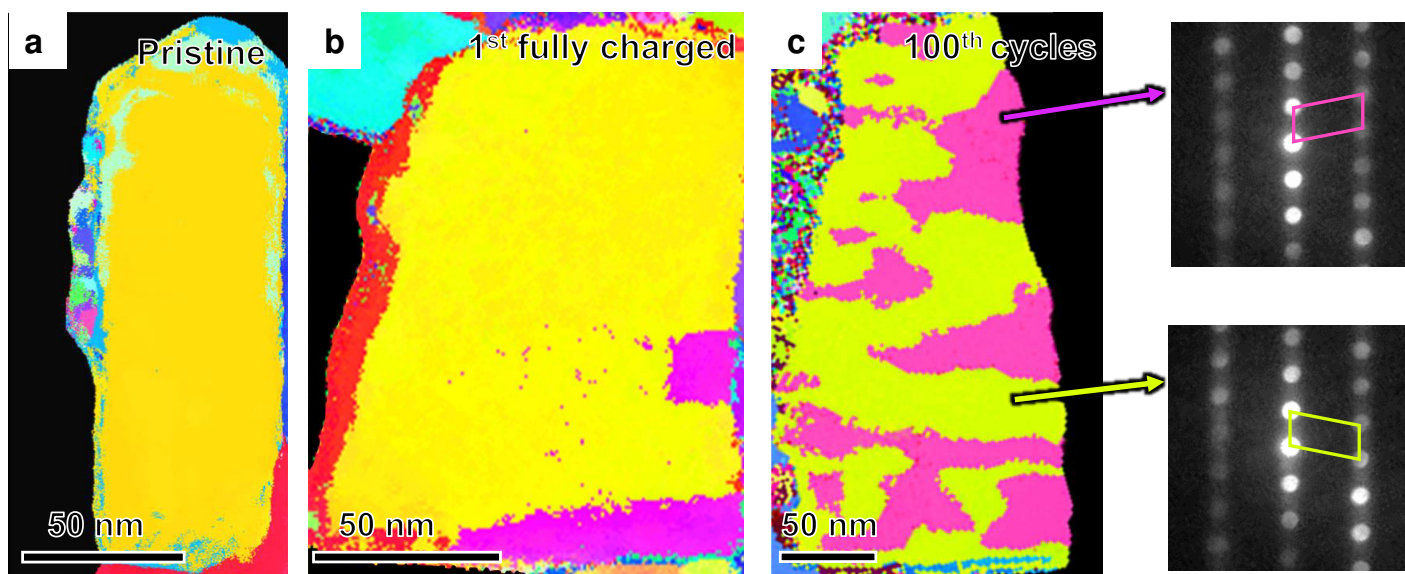 a
Pristine
50 nm
b
1st fully charged
50 nm
c
100th cycles
50 nm